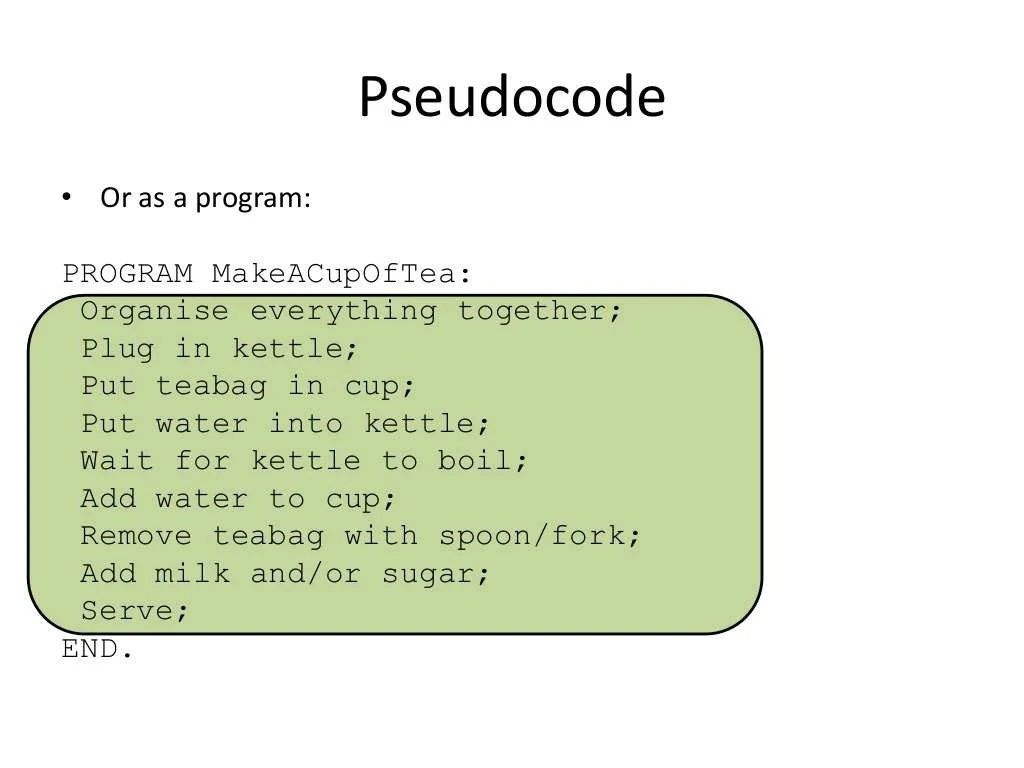 Pseudocode
• Or as a program:
PROGRAM MakeACupOfTea:
Organise everything together;
Plug in kettle;
Put teabag in cup;
Put water into kettle;
Wait for kettle to boil;
Add water to cup;
Remove teabag with spoon/fork;
Add milk and/or sugar;
Serve;
END.